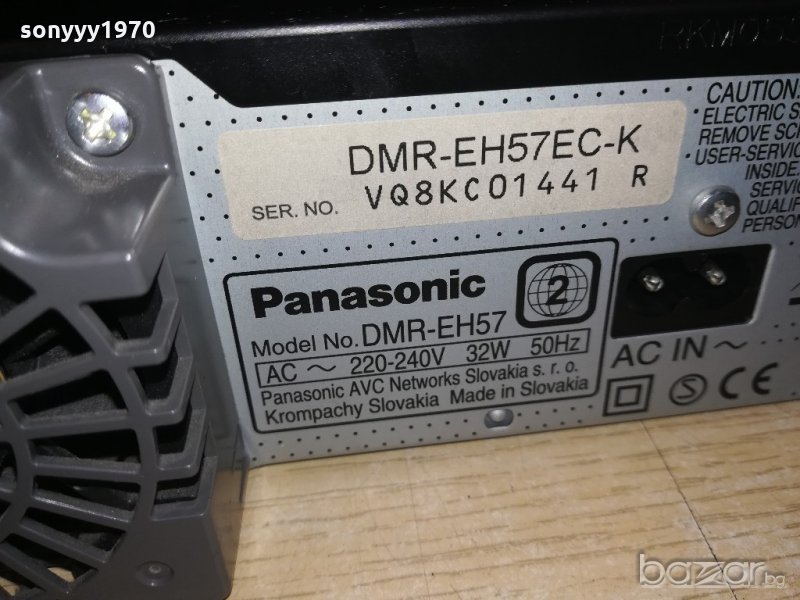 sonyyy1970
CAUTION:
ELECTRIC S
REMOVE SC
USER-SERVIC
INSIDE.
SERVIC
QUALIF
PERSON
DMR-EH57EC-K
SER. NO. VQ8KC01441 R
Panasonic
2
Model No. DMR-EH57
AC ~ 220-240V 32W 50Hz
Panasonic AVC Networks Slovakia s. r. o.
Krompachy Slovakia Made in Slovakia
AC IN ~
S CE
bazar.bg